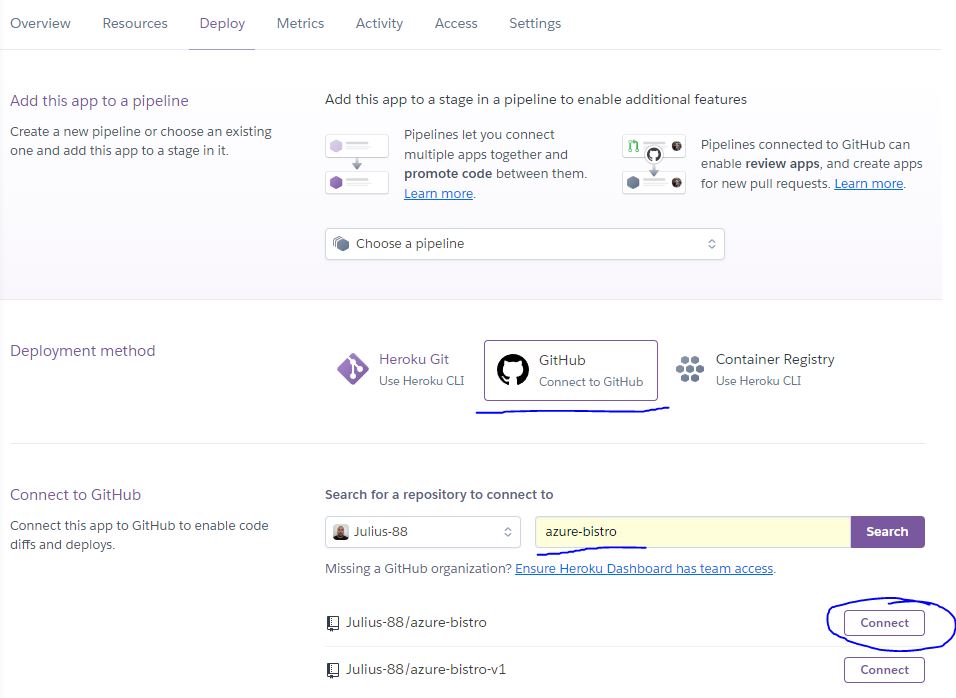 Overview Resources Deploy Metrics Activity Access Settings
Add this app to a pipeline
Create a new pipeline or choose an existing
one and add this app to a stage in it.
Add this app to a stage in a pipeline to enable additional features
Pipelines let you connect
multiple apps together and
promote code between them.
Learn more.
Pipelines connected to GitHub can
enable review apps, and create apps
for new pull requests. Learn more.
Choose a pipeline
Deployment method
Heroku Git
Use Heroku CLI
GitHub
Connect to GitHub
Container Registry
Use Heroku CLI
Connect to GitHub
Connect this app to GitHub to enable code
diffs and deploys.
Search for a repository to connect to
Julius-88 azure-bistro Search
Missing a GitHub organization? Ensure Heroku Dashboard has team access.
Julius-88/azure-bistro Connect
Julius-88/azure-bistro-v1 Connect